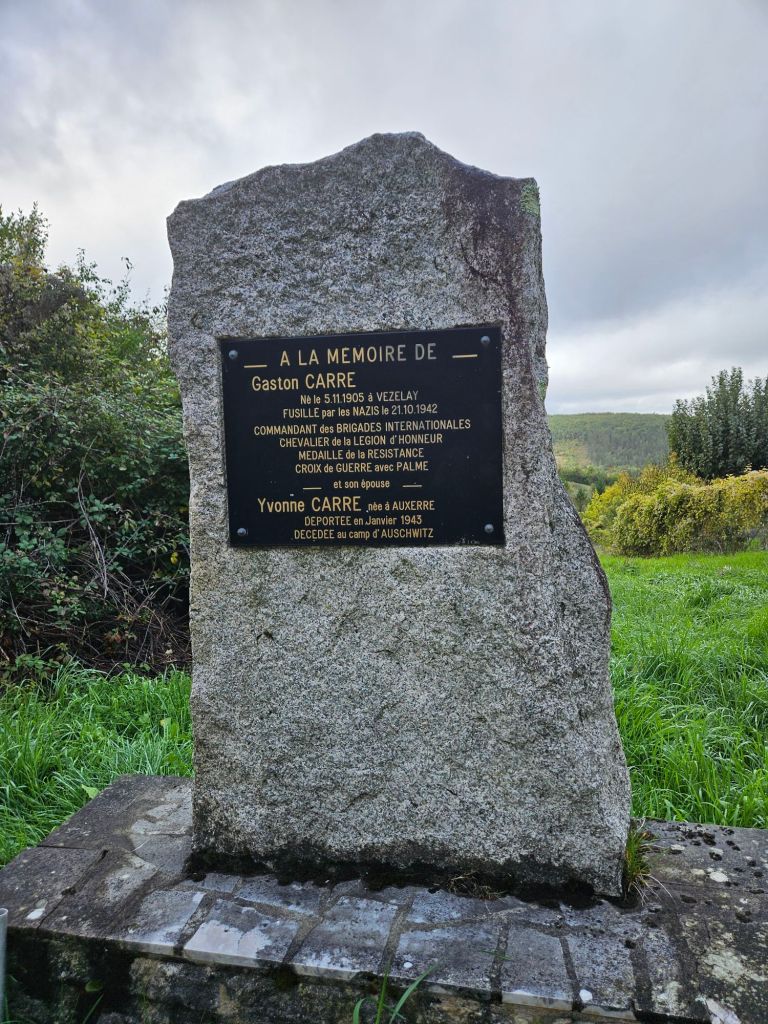 A LA MEMOIRE DE
Gaston CARRE
Né le 5.11.1905 à VEZELAY
FUSILLÉ par les NAZIS le 21.10.1942
COMMANDANT des BRIGADES INTERNATIONALES
CHEVALIER de la LEGION d'HONNEUR
MEDAILLE de la RESISTANCE
CROIX de GUERRE avec PALME
et son épouse
Yvonne CARRE ,née à AUXERRE
DEPORTEE en Janvier 1943
DECEDEE au camp d'AUSCHWITZ